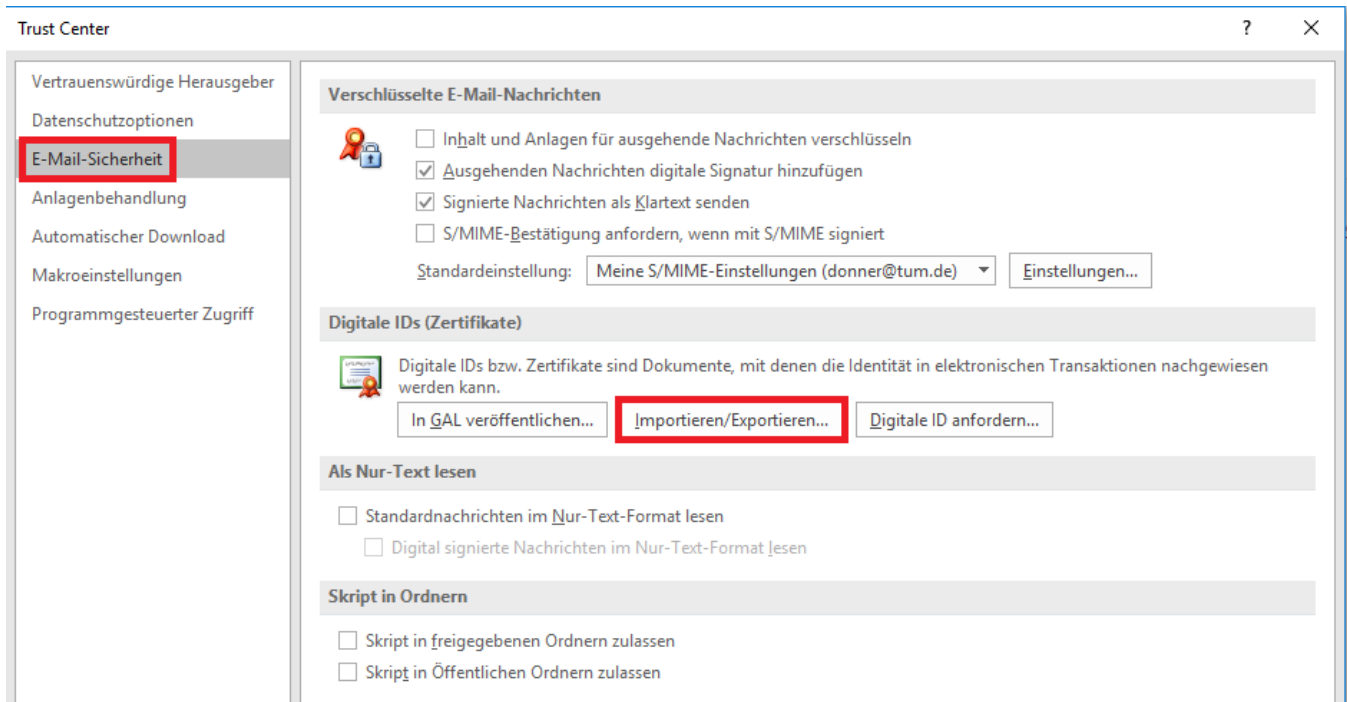 Trust Center
?
Vertrauenswürdige Herausgeber
Datenschutzoptionen
E-Mail-Sicherheit
Anlagenbehandlung
Automatischer Download
Makroeinstellungen
Programmgesteuerter Zugriff
Verschlüsselte E-Mail-Nachrichten
Inhalt und Anlagen für ausgehende Nachrichten verschlüsseln
Ausgehenden Nachrichten digitale Signatur hinzufügen
Signierte Nachrichten als Klartext senden
S/MIME-Bestätigung anfordern, wenn mit S/MIME signiert
Standardeinstellung: Meine S/MIME-Einstellungen (donner@tum.de) Einstellungen...
Digitale IDs (Zertifikate)
Digitale IDs bzw. Zertifikate sind Dokumente, mit denen die Identität in elektronischen Transaktionen nachgewiesen
werden kann.
In GAL veröffentlichen... Importieren/Exportieren... Digitale ID anfordern...
Als Nur-Text lesen
Standardnachrichten im Nur-Text-Format lesen
Digital signierte Nachrichten im Nur-Text-Format lesen
Skript in Ordnern
Skript in freigegebenen Ordnern zulassen
Skript in Öffentlichen Ordnern zulassen